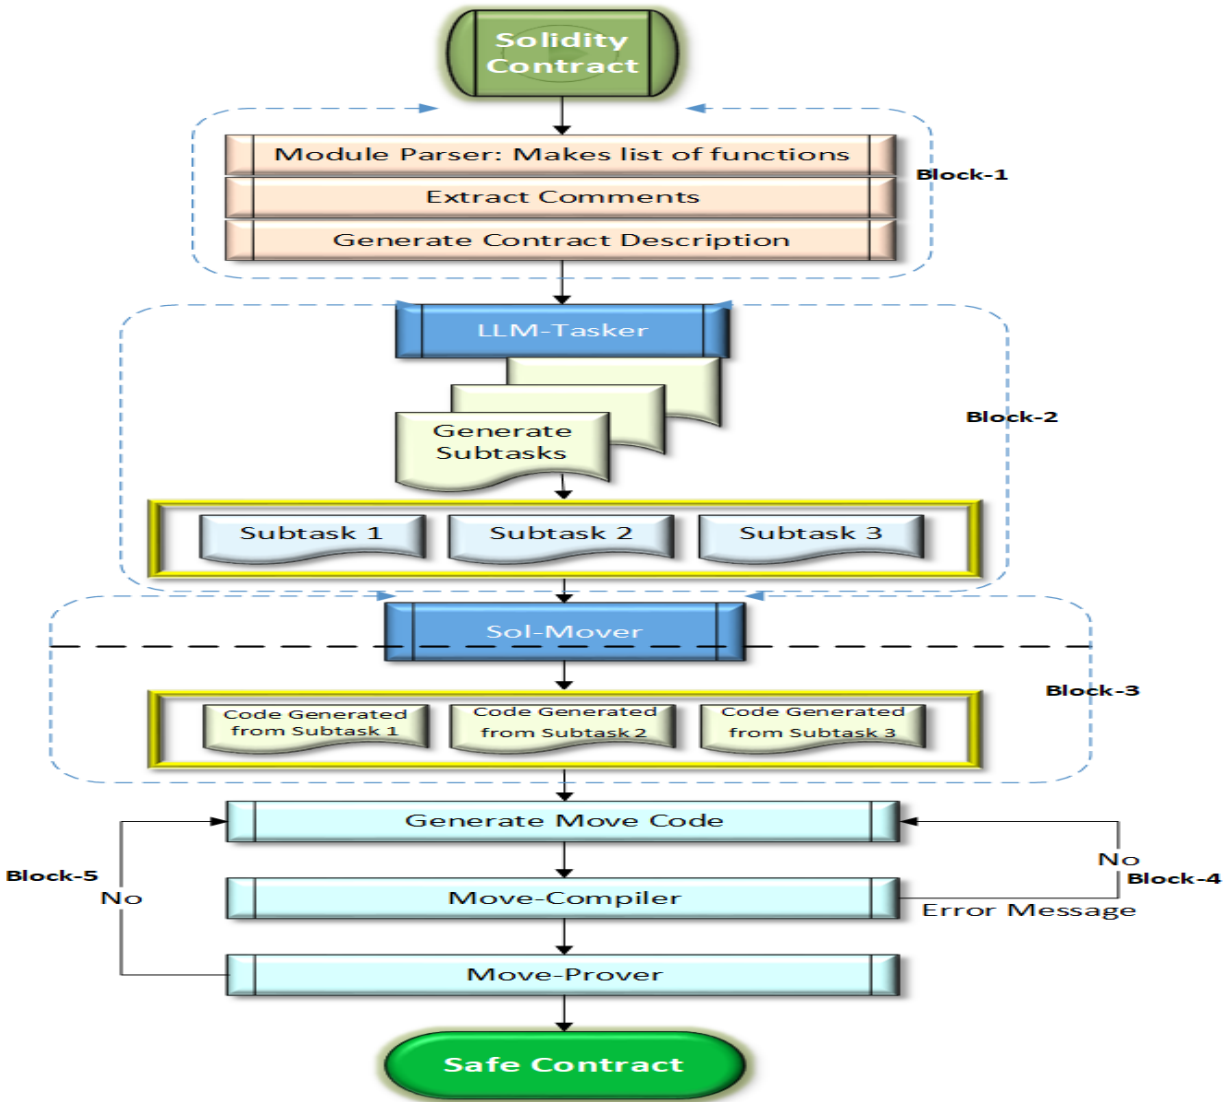 Solidity
Contract
Module Parser: Makes list of functions
Block-1
Extract Comments
Generate Contract Description
LLM-Tasker
Block-2
Generate
Subtasks
Subtask 1
Subtask 2
Subtask 3
Sol-Mover
Block-3
Code Generated
from Subtask 1
Code Generated
from Subtask 2
Code Generated
from Subtask 3
Generate Move Code
Block-5
No
No
Block-4
Move-Compiler
Error Message
Move-Prover
Safe Contract